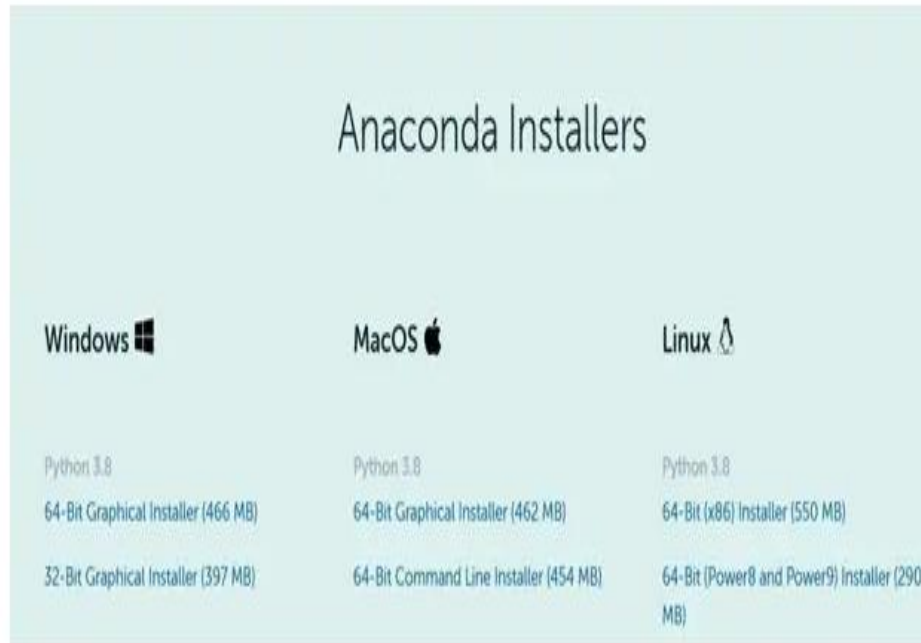 Anaconda Installers
Windows
MacOS
Linux
Python 3.8
64-Bit Graphical Installer (466 MB)
32-Bit Graphical Installer (397 MB)
Python 3.8
64-Bit Graphical Installer (462 MB)
64-Bit Command Line Installer (454 MB)
Python 3.8
64-Bit (x86) Installer (550 MB)
64-Bit (Power8 and Power9) Installer (290
MB)